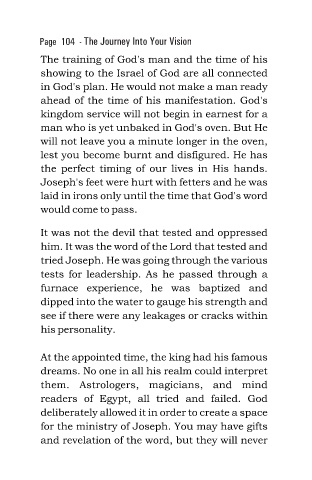 Page 104 - The Journey Into Your Vision
The training of God's man and the time of his
showing to the Israel of God are all connected
in God's plan. He would not make a man ready
ahead of the time of his manifestation. God's
kingdom service will not begin in earnest for a
man who is yet unbaked in God's oven. But He
will not leave you a minute longer in the oven,
lest you become burnt and disfigured. He has
the perfect timing of our lives in His hands.
Joseph's feet were hurt with fetters and he was
laid in irons only until the time that God's word
would come to pass.
It was not the devil that tested and oppressed
him. It was the word of the Lord that tested and
tried Joseph. He was going through the various
tests for leadership. As he passed through a
furnace experience, he was baptized and
dipped into the water to gauge his strength and
see if there were any leakages or cracks within
his personality.
At the appointed time, the king had his famous
dreams. No one in all his realm could interpret
them. Astrologers, magicians, and mind
readers of Egypt, all tried and failed. God
deliberately allowed it in order to create a space
for the ministry of Joseph. You may have gifts
and revelation of the word, but they will never